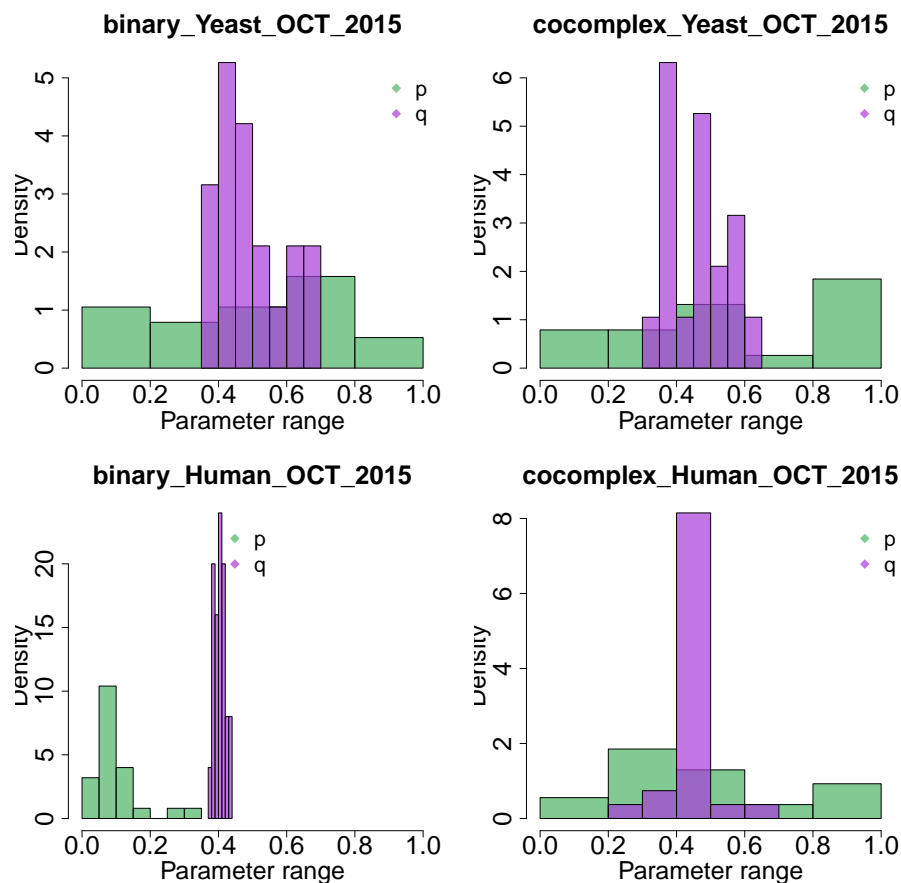 binary_Yeast_OCT_2015
Density
0 1 2 3 4 5
p
q
0.0 0.2 0.4 0.6 0.8 1.0
Parameter range
cocomplex_Yeast_OCT_2015
Density
0 1 2 3 4 5 6
p
q
0.0 0.2 0.4 0.6 0.8 1.0
Parameter range
binary_Human_OCT_2015
Density
0 5 10 15 20
p
q
0.0 0.2 0.4 0.6 0.8 1.0
Parameter range
cocomplex_Human_OCT_2015
Density
0 2 4 6 8
p
q
0.0 0.2 0.4 0.6 0.8 1.0
Parameter range